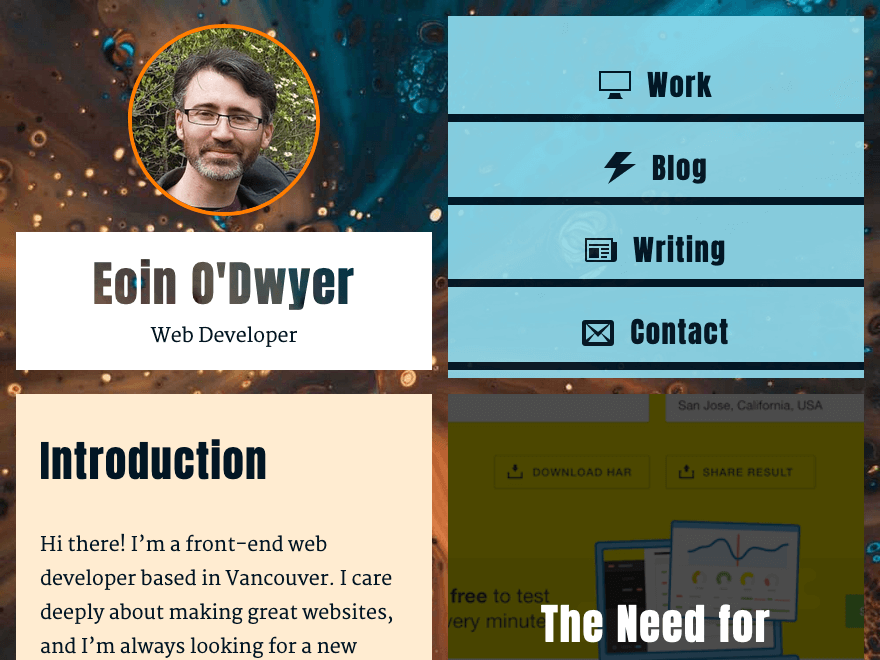 Eoin O'Dwyer
Web Developer
Work
Blog
Writing
Contact
Introduction
Hi there! I’m a front-end web
developer based in Vancouver. I care
deeply about making great websites,
and I’m always looking for a new
San Jose, California, USA
DOWNLOAD HAR
SHARE RESULT
free to test
very minute
The Need for